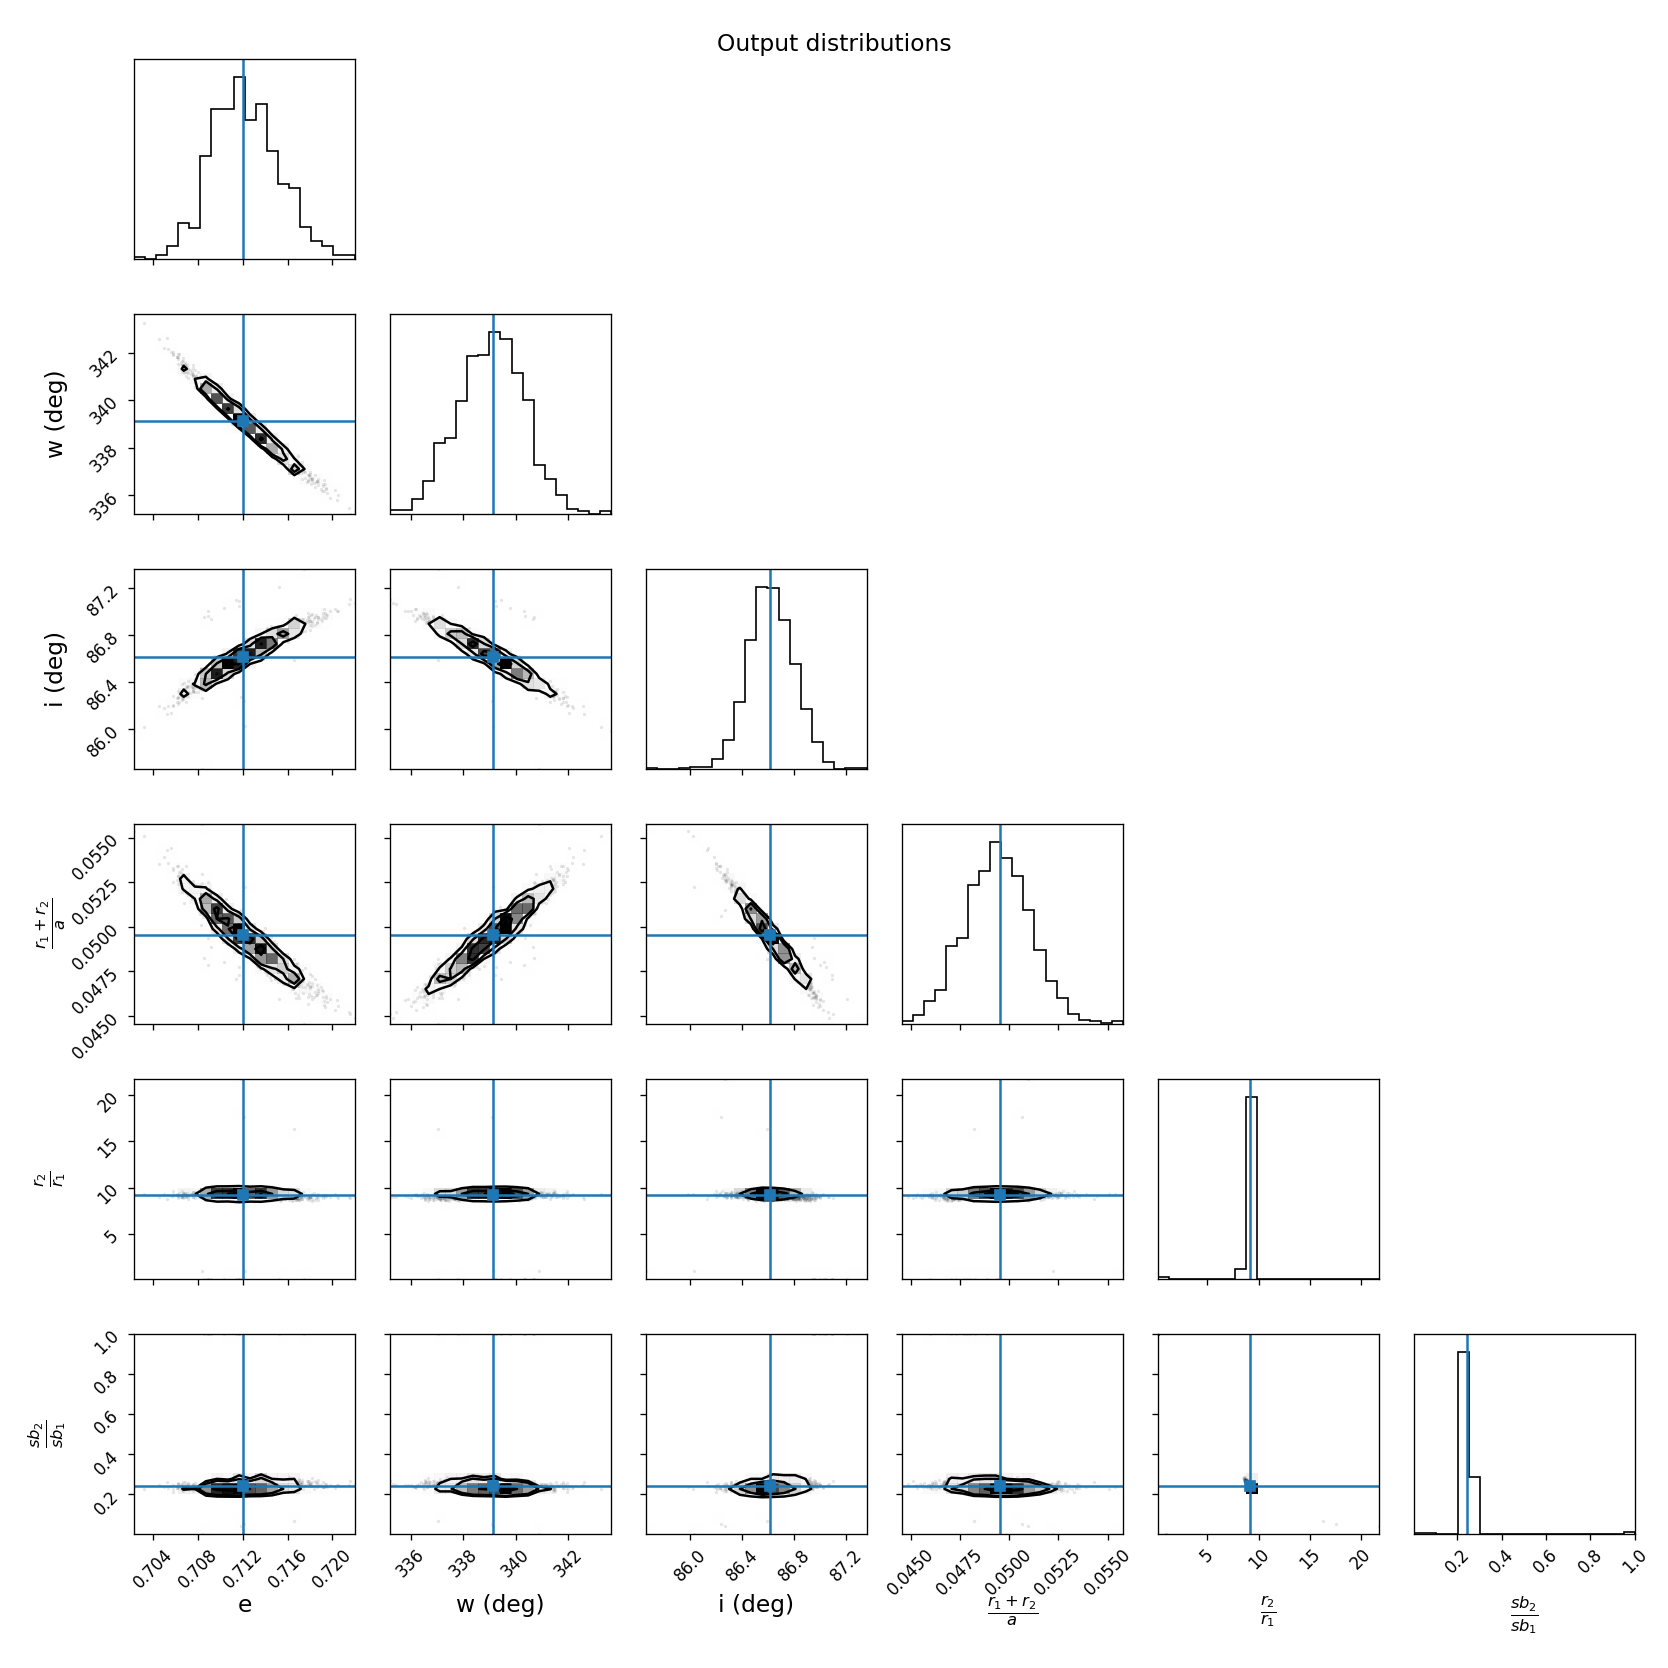 Output distributions
w (deg)
342
340
338
336
i (deg)
87.2
86.8
86.4
86.0
r₁ + r₂
a
0.0550
0.0525
0.0500
0.0475
0.0450
r₂
r₁
20
15
10
5
sb₂
sb₁
1.0
0.8
0.6
0.4
0.2
0.704 0.708 0.712 0.716 0.720 336 338 340 342 86.0 86.4 86.8 87.2 0.0450 0.0475 0.0500 0.0525 0.0550 5 10 15 20 0.2 0.4 0.6 0.8 1.0
e w (deg) i (deg)
r₁ + r₂
a
r₂
r₁
sb₂
sb₁